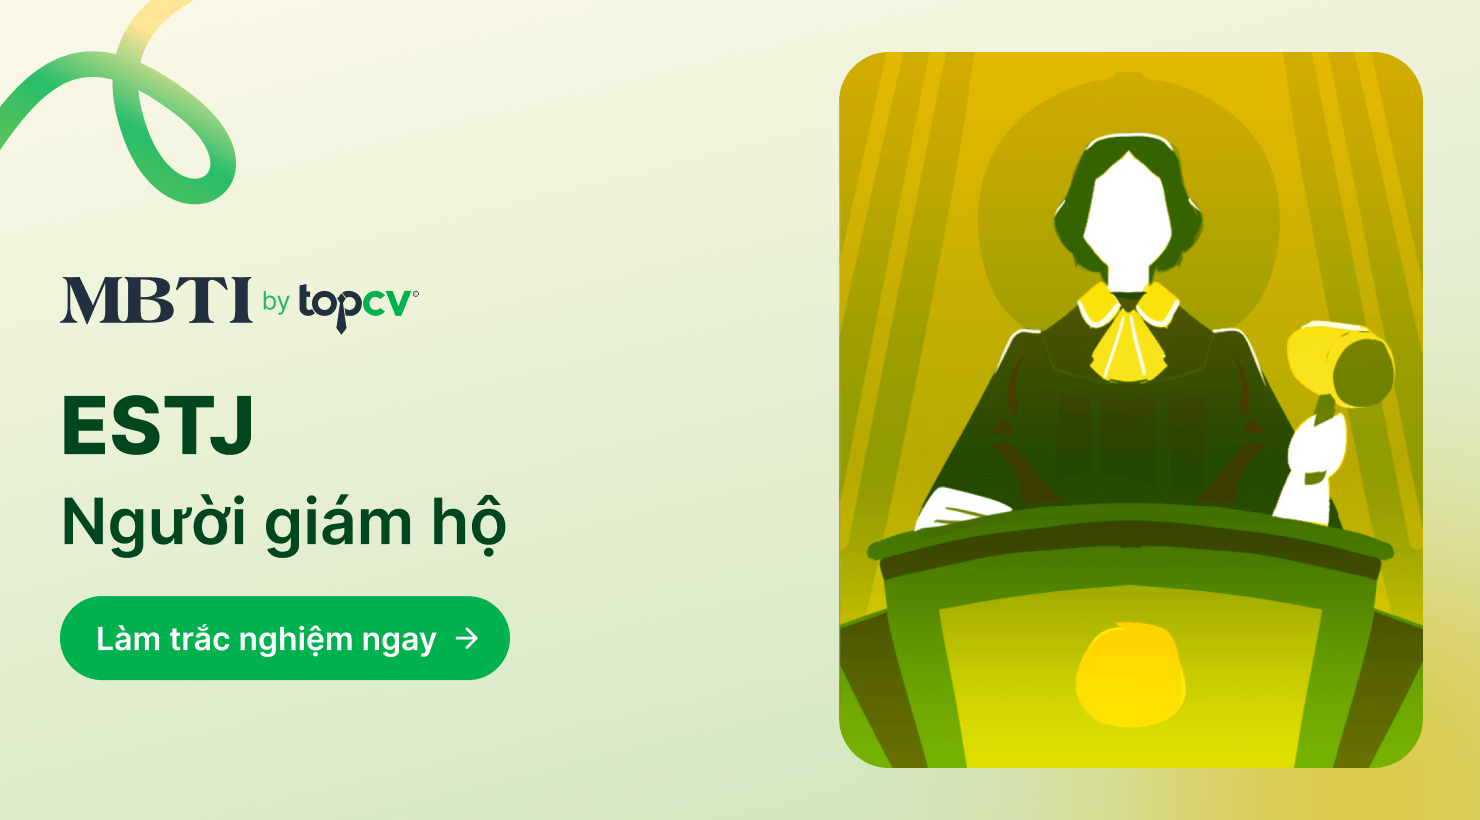 MBTI by topcv
ESTJ
Người giám hộ
Làm trắc nghiệm ngay →